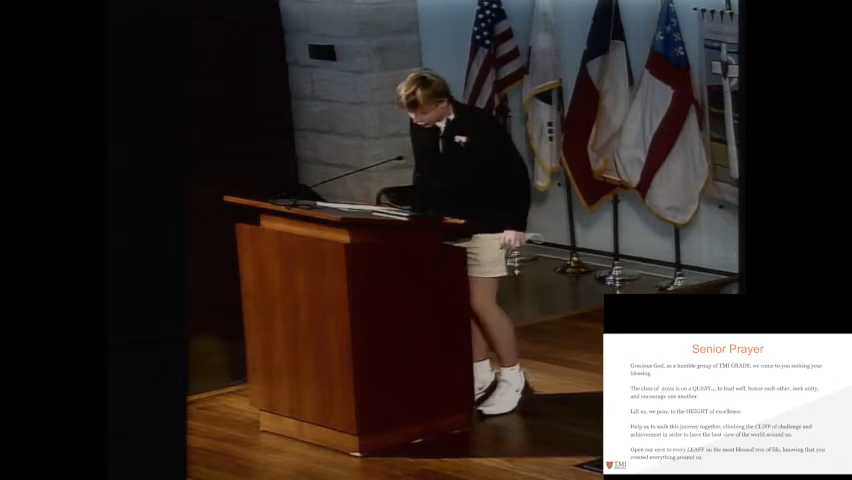 Senior Prayer
Gracious God, as a humble group of TMI GRADS, we come to you seeking your
blessing.
The class of 2022 is on a QUEST... to lead well, honor each other, seek unity,
and encourage one another.
Lift us, we pray, to the HEIGHT of excellence.
Help us to walk this journey together, climbing the CLIFF of challenge and
achievement in order to have the best view of the world around us.
Open our eyes to every LEAFF on the most blessed tree of life, knowing that you
created everything around us.
TMI